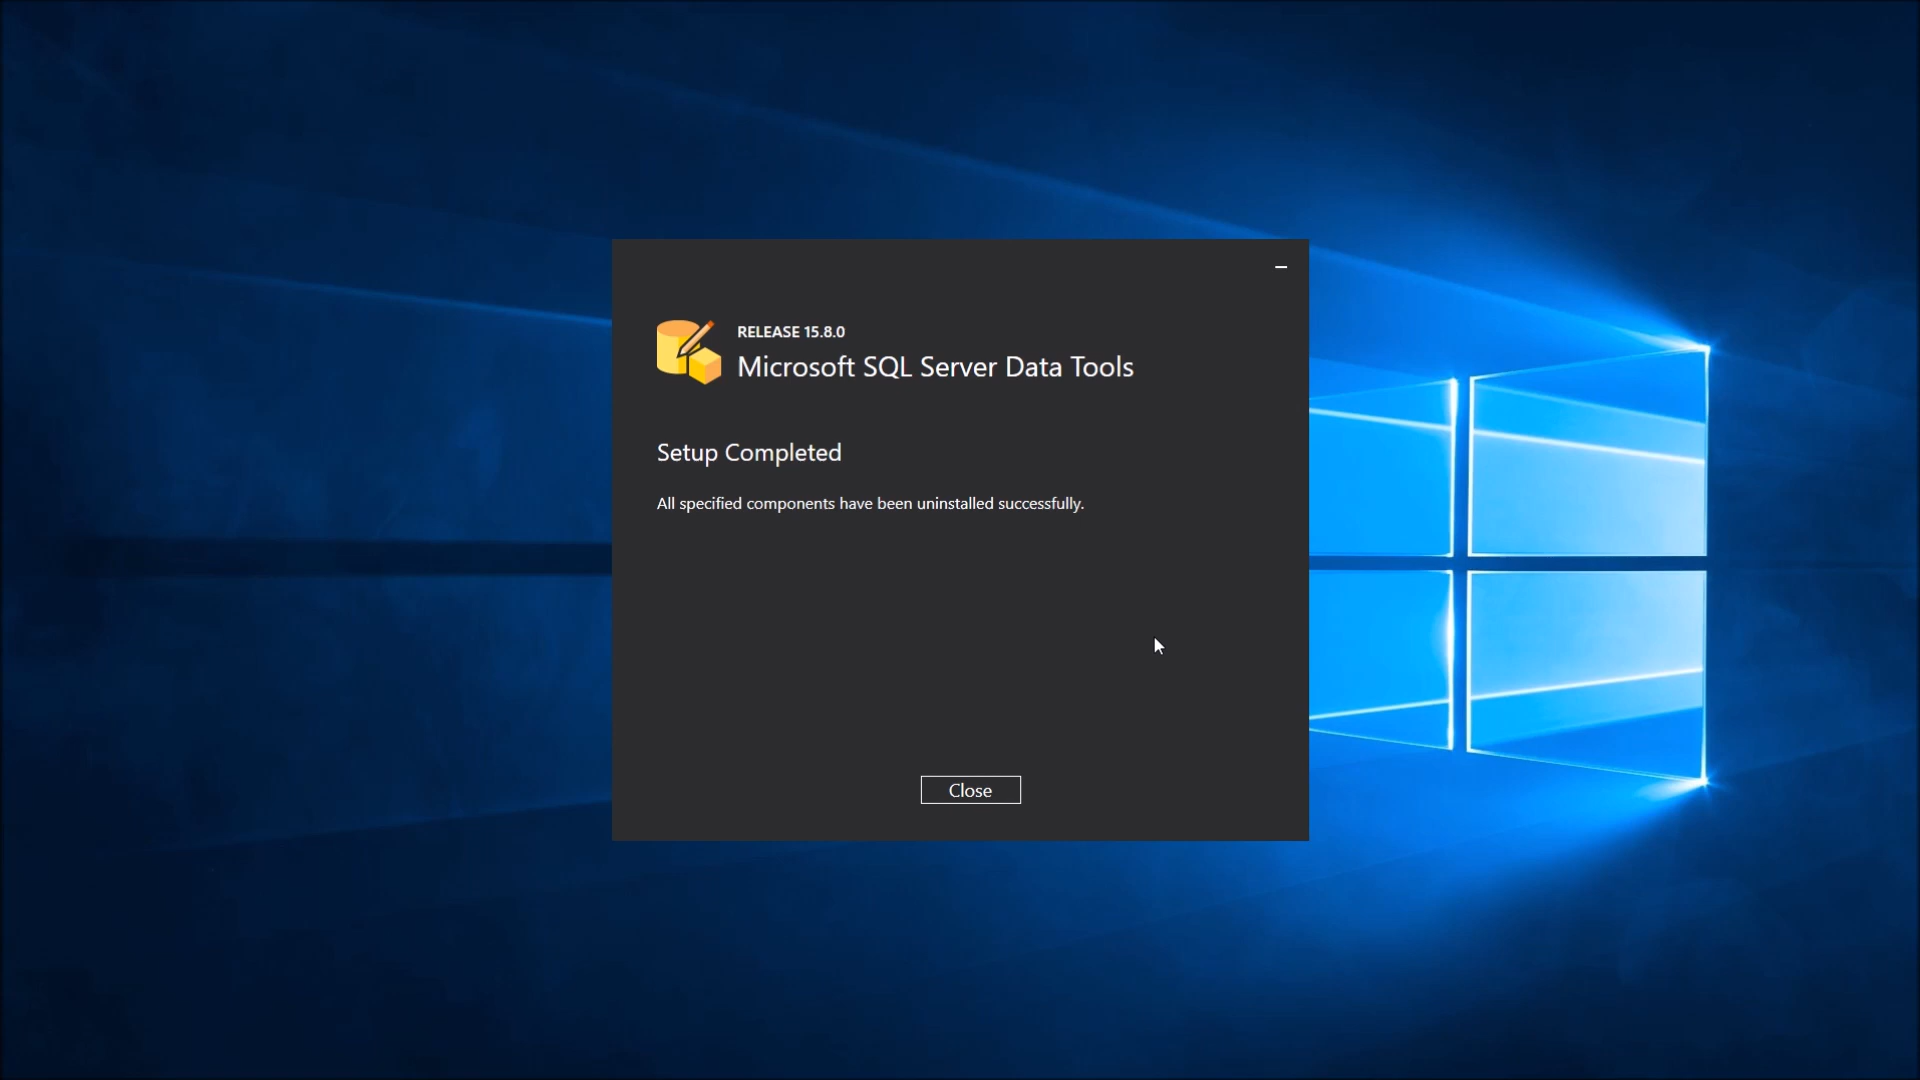 RELEASE 15.8.0
Microsoft SQL Server Data Tools
Setup Completed
All specified components have been uninstalled successfully.
Close